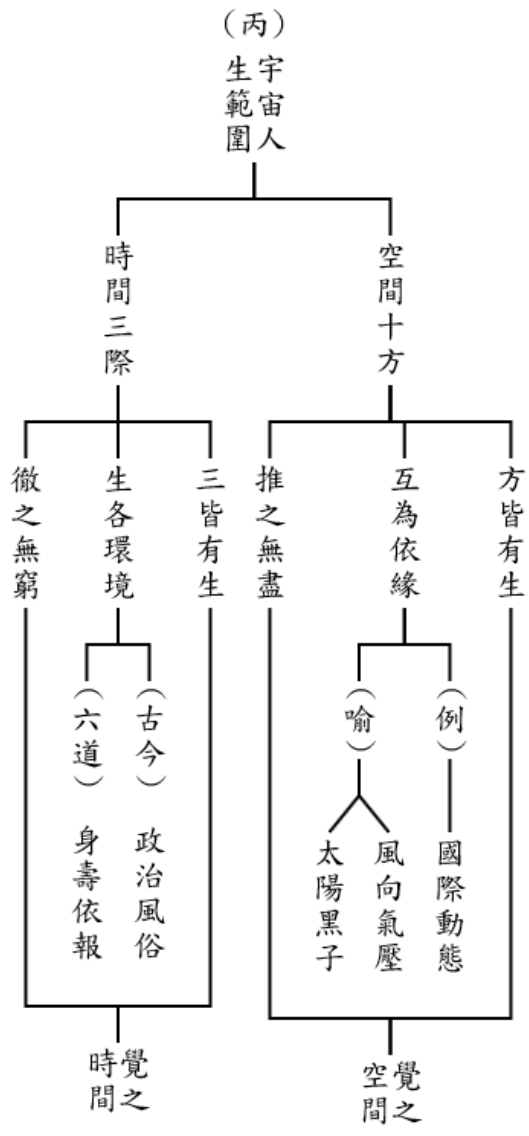 （丙）
宇宙人
生範圍
空間十方
時間三際
方皆有生
互為依緣
推之無盡
三皆有生
生各環境
徹之無窮
（例）
（喻）
（古今）
（六道）
國際動態
風向氣壓
太陽黑子
政治風俗
身壽依報
覺之
空間
覺之
時間